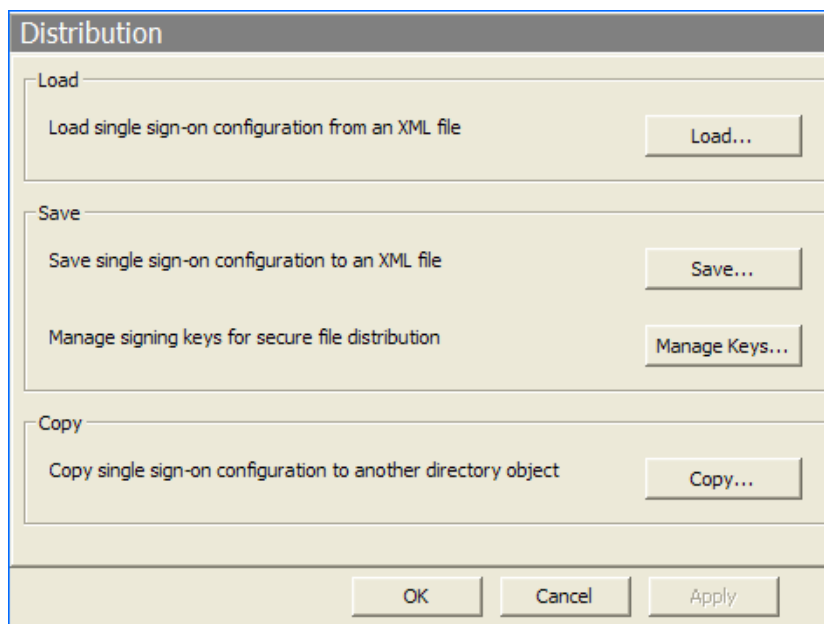 Distribution
Load
Load single sign-on configuration from an XML file
Load...
Save
Save single sign-on configuration to an XML file
Save...
Manage signing keys for secure file distribution
Manage Keys...
Copy
Copy single sign-on configuration to another directory object
Copy...
OK
Cancel
Apply